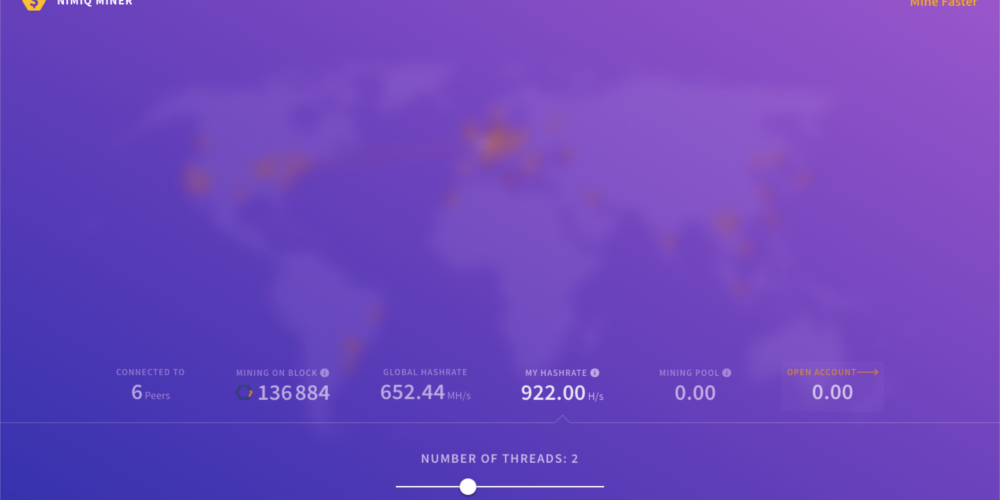 NIMIQ MINER
Mine Faster
CONNECTED TO
6 Peers
MINING ON BLOCK
136 884
GLOBAL HASHRATE
652.44 MH/s
MY HASHRATE
922.00 H/s
MINING POOL
0.00
OPEN ACCOUNT
0.00
NUMBER OF THREADS: 2